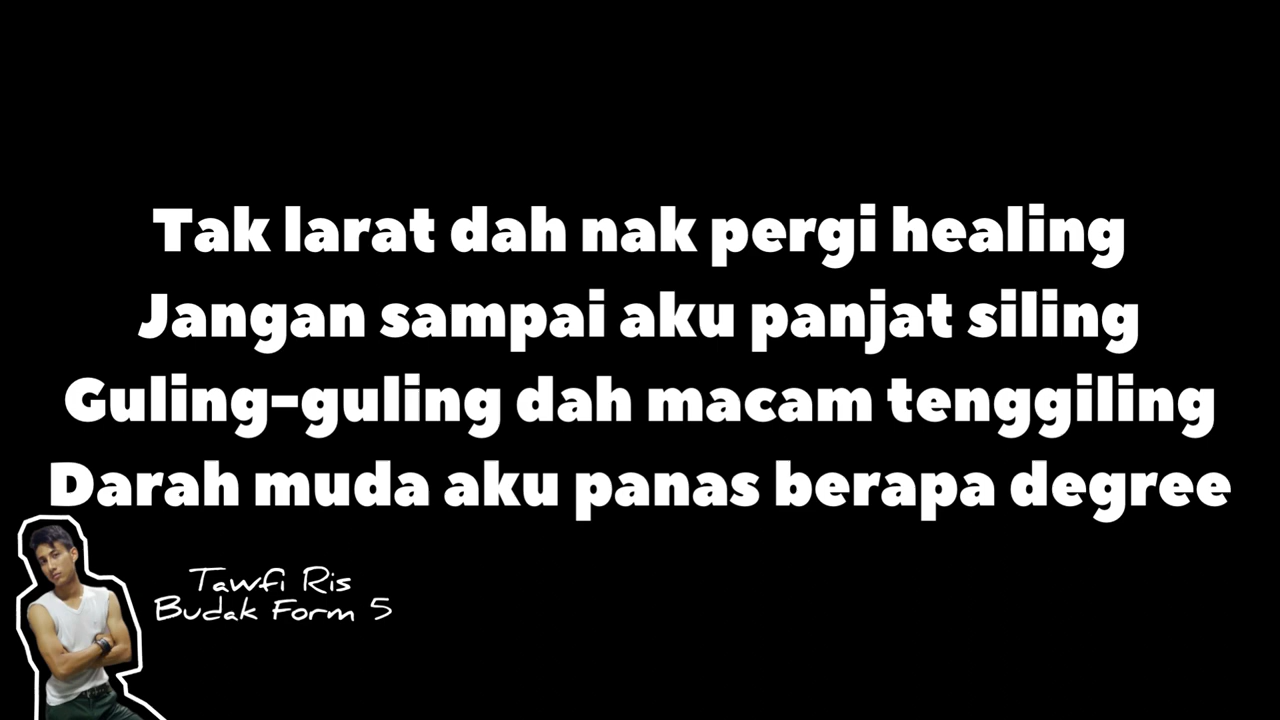 Tak larat dah nak pergi healing
Jangan sampai aku panjat siling
Guling-guling dah macam tenggiling
Darah muda aku panas berapa degree
Tawfi Ris
Budak Form 5